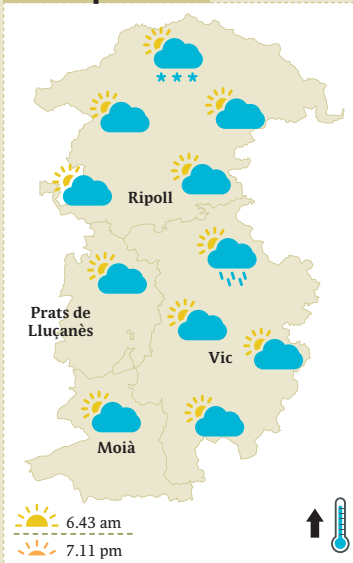 Ripoll
Prats de
Lluçanès
Vic
Moià
6.43 am
7.11 pm